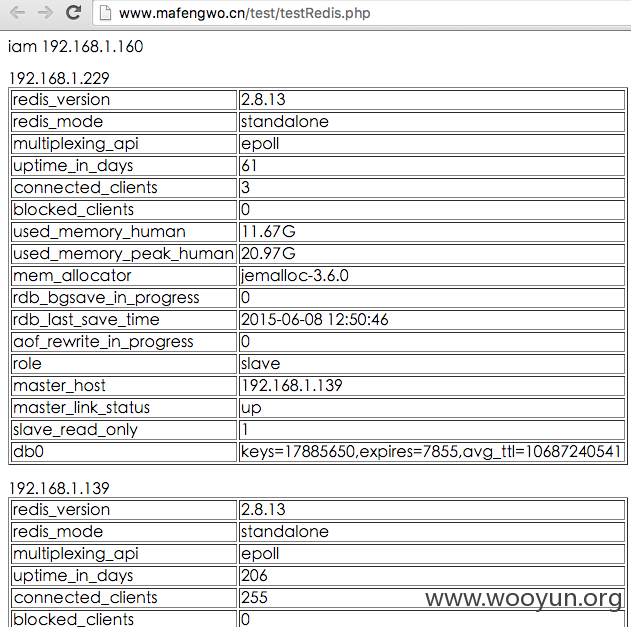 www.mafengwo.cn/test/testRedis.php
iam 192.168.1.160
192.168.1.229
redis_version 2.8.13
redis_mode standalone
multiplexing_api epoll
uptime_in_days 61
connected_clients 3
blocked_clients 0
used_memory_human 11.67G
used_memory_peak_human 20.97G
mem_allocator jemalloc-3.6.0
rdb_bgsave_in_progress 0
rdb_last_save_time 2015-06-08 12:50:46
aof_rewrite_in_progress 0
role slave
master_host 192.168.1.139
master_link_status up
slave_read_only 1
db0 keys=17885650,expires=7855,avg_ttl=10687240541
192.168.1.139
redis_version 2.8.13
redis_mode standalone
multiplexing_api epoll
uptime_in_days 206
connected_clients 255
www.wooyun.org
blocked_clients 0